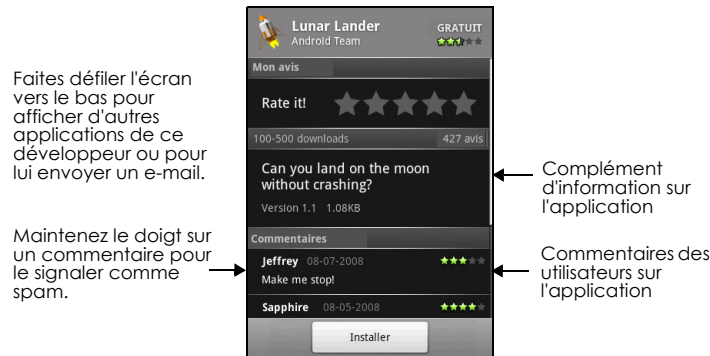 Lunar Lander
Android Team
GRATUIT
Mon avis
Rate it!
100-500 downloads
427 avis
Can you land on the moon
without crashing?
Version 1.1 1.08KB
Commentaires
Jeffrey 08-07-2008
Make me stop!
Sapphire 08-05-2008
Installer
Faites défiler l'écran
vers le bas pour
afficher d'autres
applications de ce
développeur ou pour
lui envoyer un e-mail.
Maintenez le doigt sur
un commentaire pour
le signaler comme
spam.
Complément
d'information sur
l'application
Commentaires des
utilisateurs sur
l'application